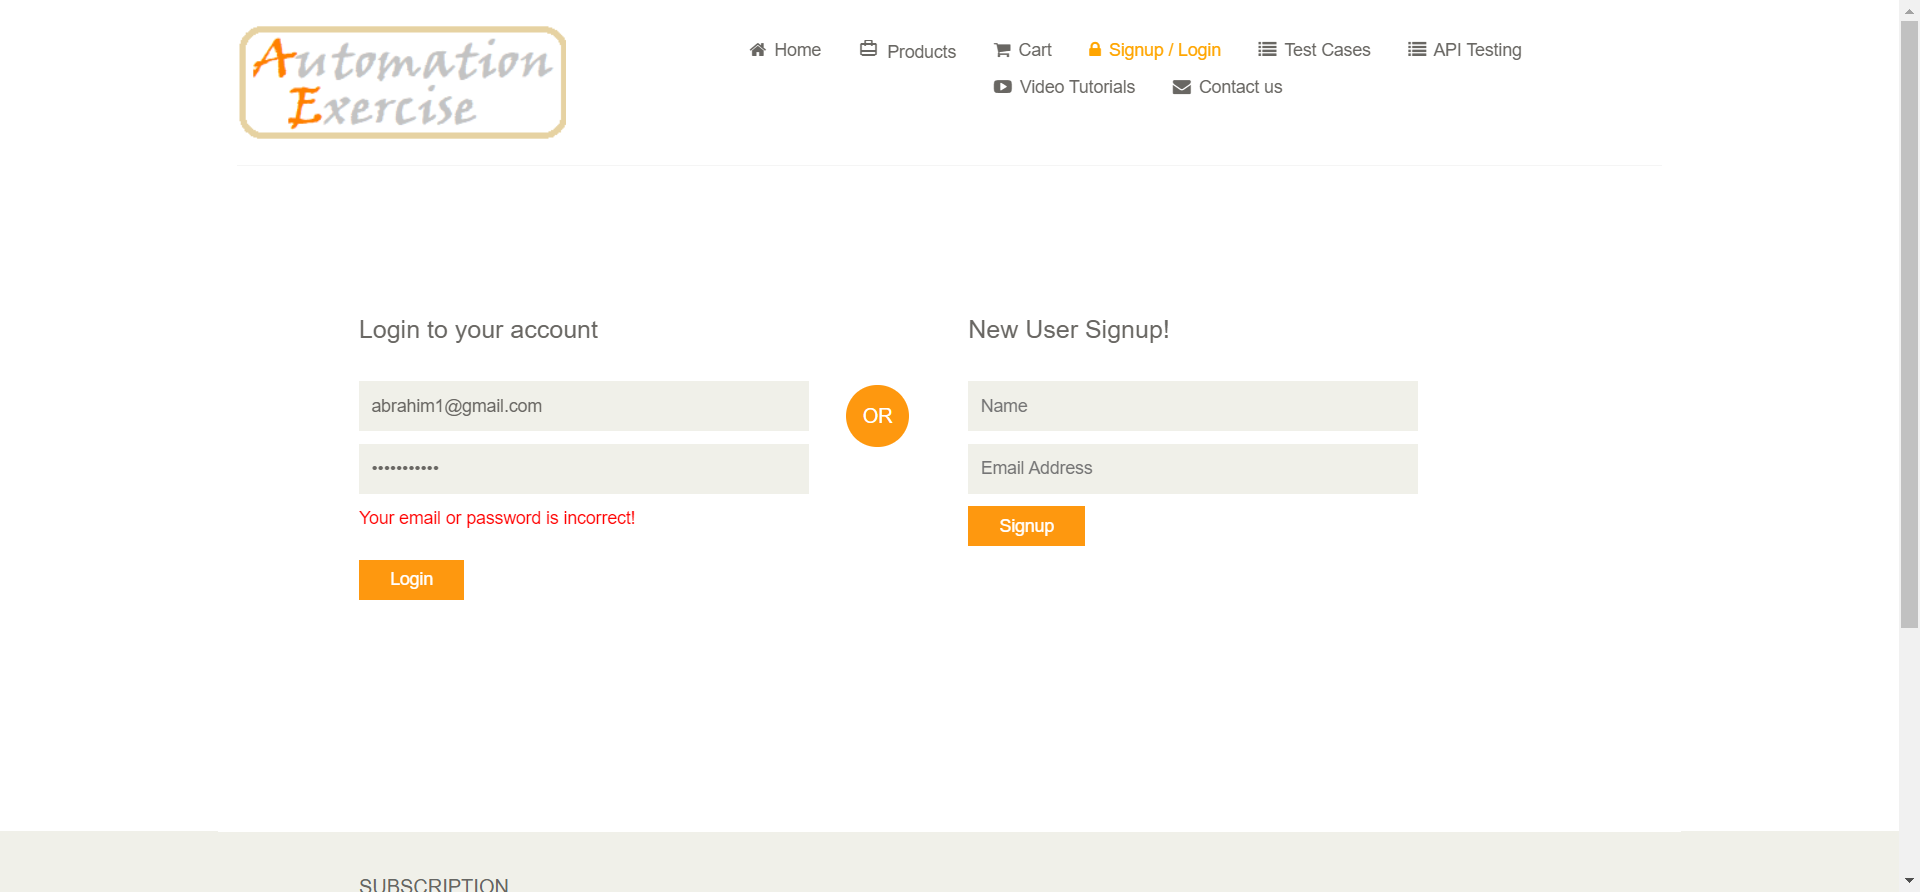 Automation
Exercise
Home Products Cart Signup / Login Test Cases API Testing
Video Tutorials Contact us
Login to your account
abrahim1@gmail.com
•••••••••••
Your email or password is incorrect!
Login
OR
New User Signup!
Name
Email Address
Signup
SUBSCRIPTION